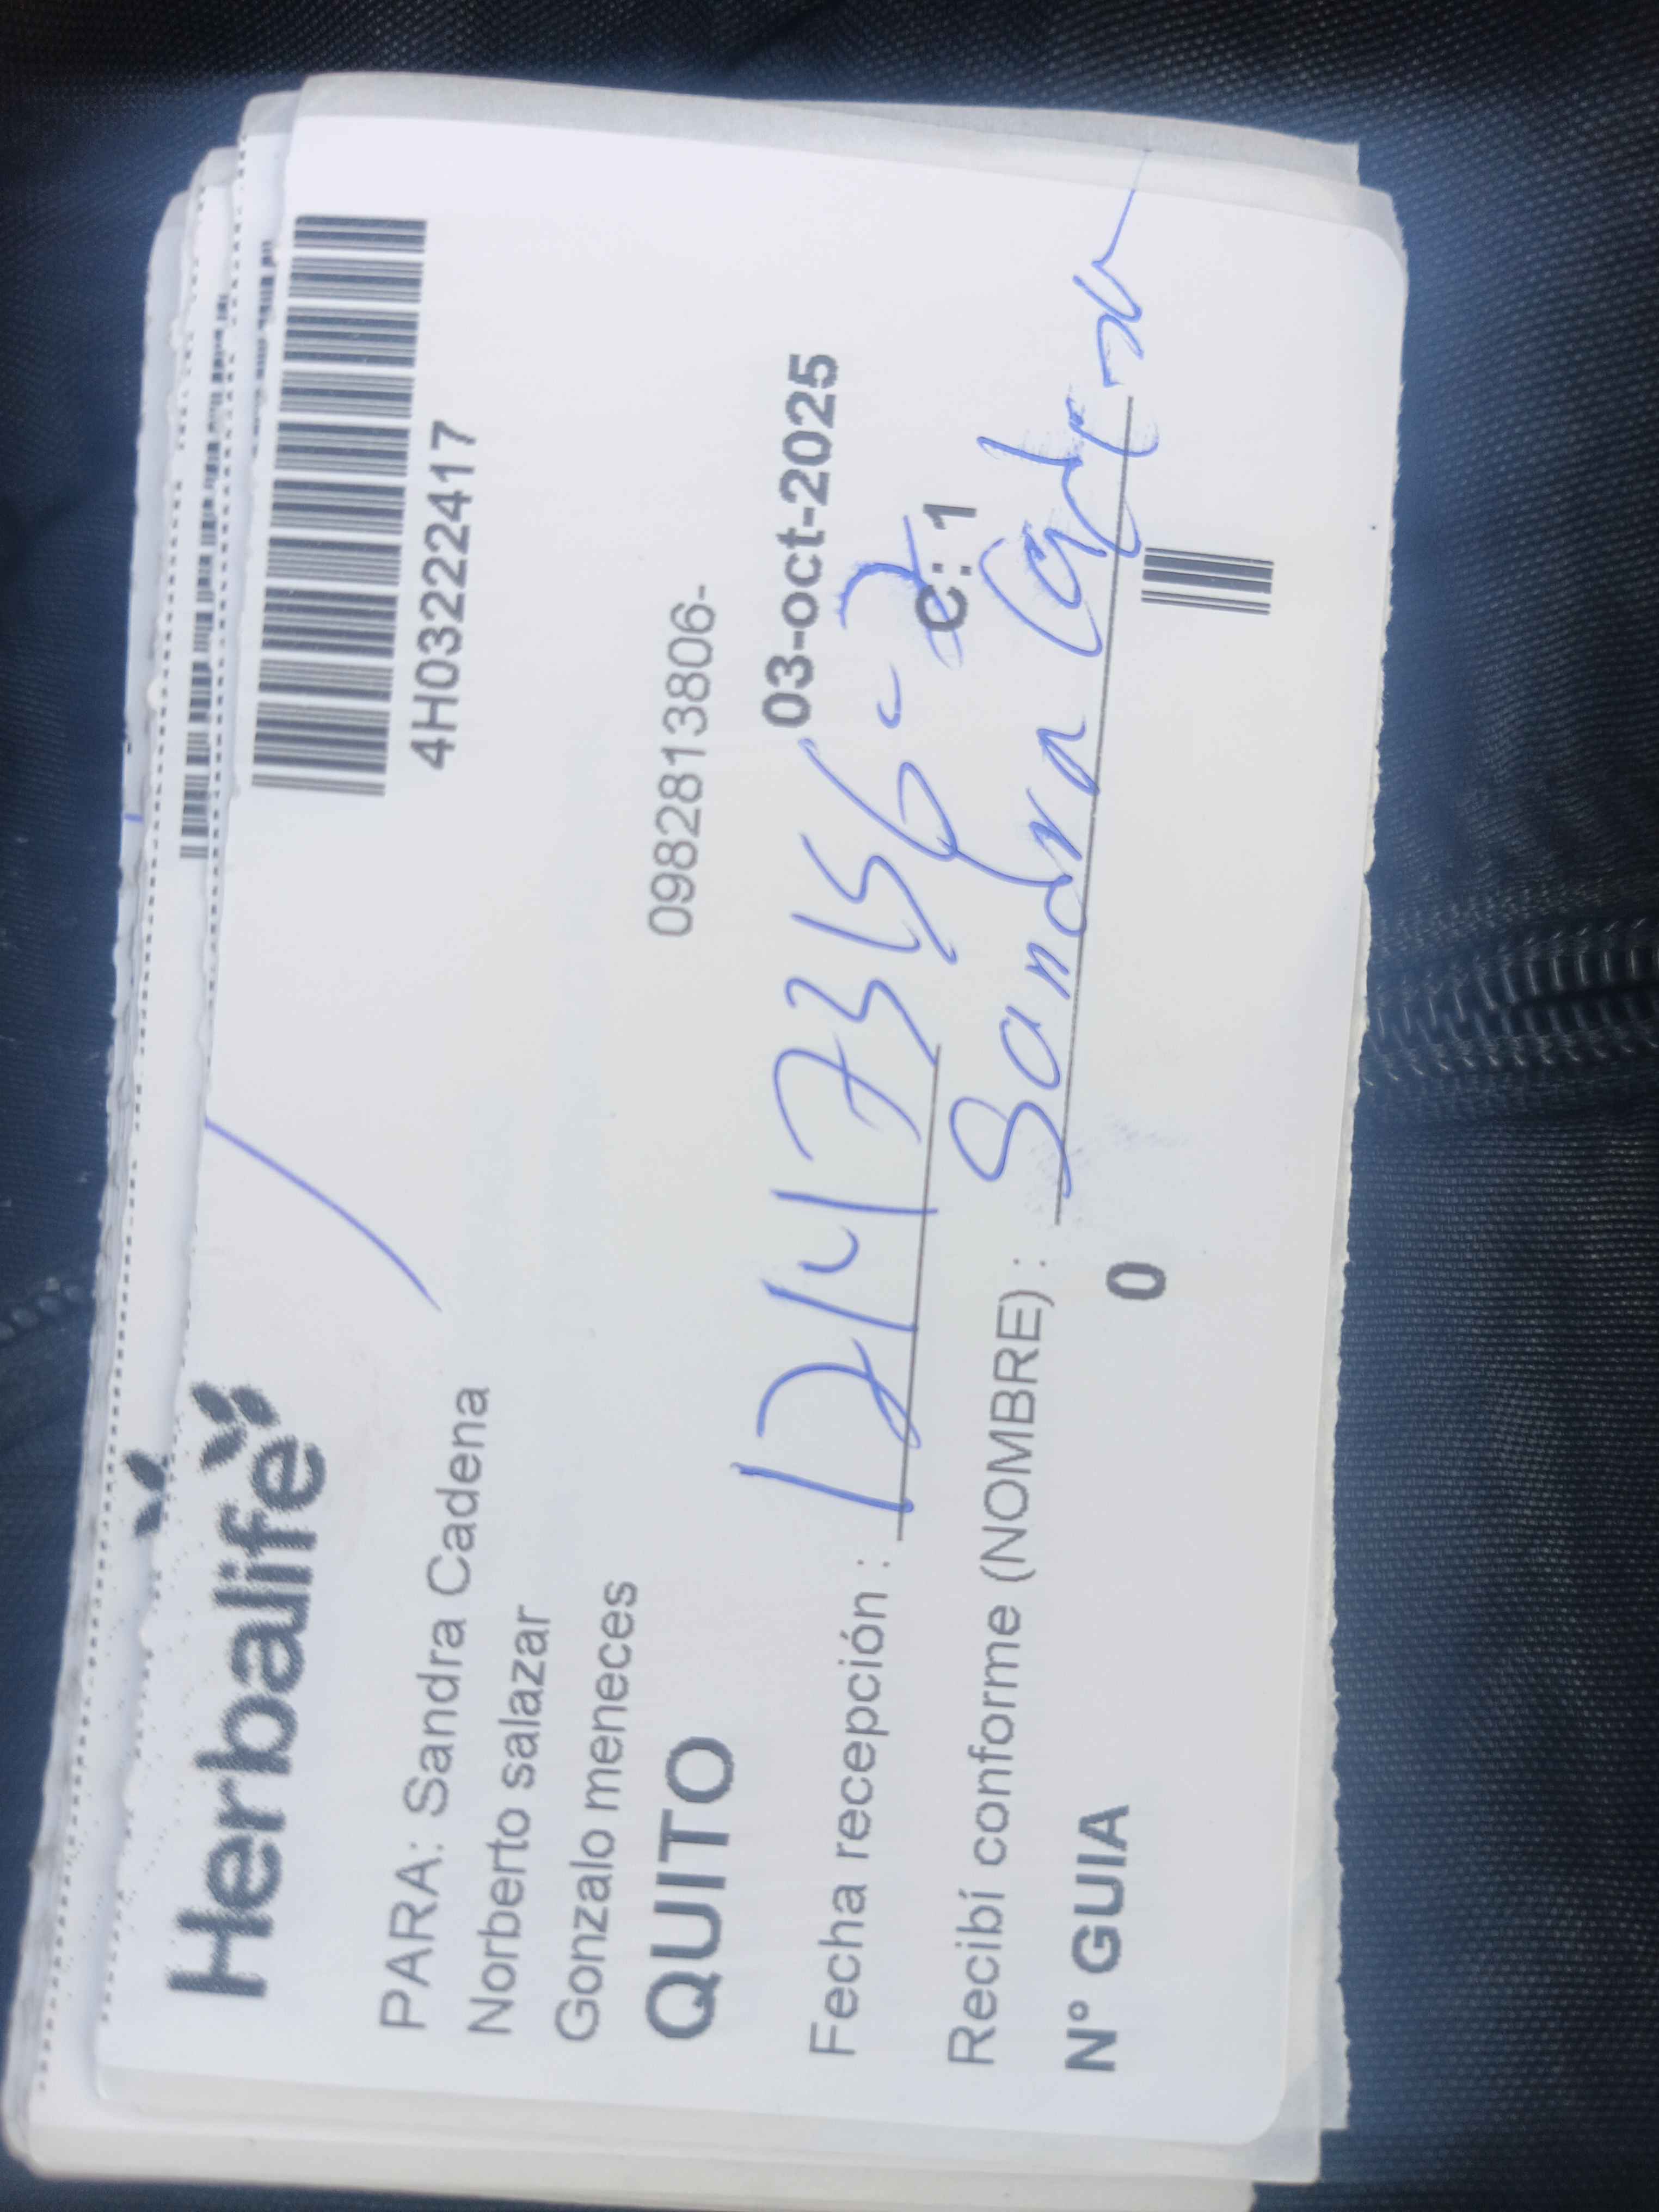 Herbalife
4H03222417
PARA: Sandra Cadena
Norberto salazar
Gonzalo meneces
0982813806-
QUITO
03-oct-2025
Fecha recepción :
c: 1
Recibí conforme (NOMBRE) : Sandra Cadena
N° GUIA 0